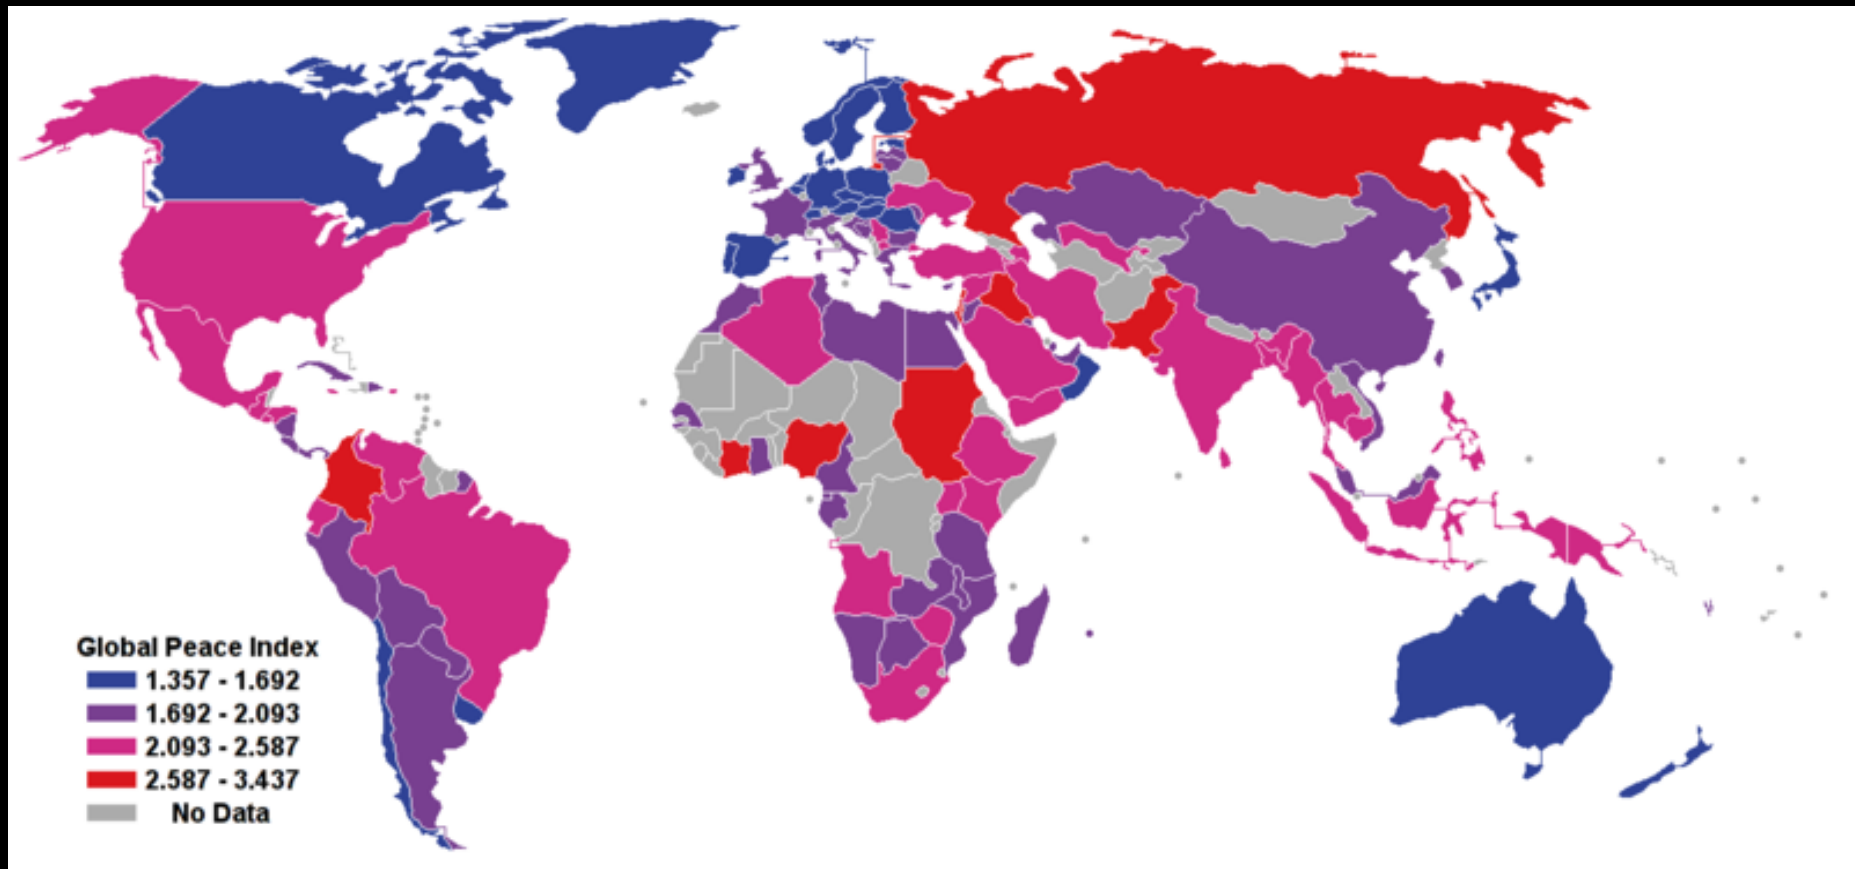 Global Peace Index
1.357 - 1.692
1.692 - 2.093
2.093 - 2.587
2.587 - 3.437
No Data